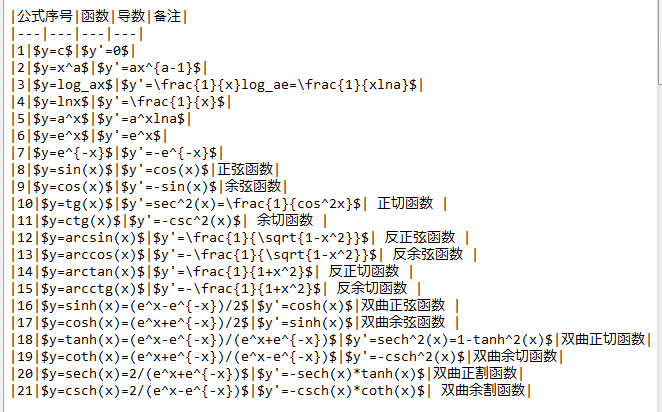 |公式序号|函数|导数|备注|
|---|---|---|---|
|1|$y=c$|$y'=0$|
|2|$y=x^a$|$y'=ax^{a-1}$|
|3|$y=log_ax$|$y'=\frac{1}{x}log_ae=\frac{1}{xlna}$|
|4|$y=lnx$|$y'=\frac{1}{x}$|
|5|$y=a^x$|$y'=a^xlna$|
|6|$y=e^x$|$y'=e^x$|
|7|$y=e^{-x}$|$y'=-e^{-x}$|
|8|$y=sin(x)$|$y'=cos(x)$|正弦函数|
|9|$y=cos(x)$|$y'=-sin(x)$|余弦函数|
|10|$y=tg(x)$|$y'=sec^2(x)=\frac{1}{cos^2x}$| 正切函数 |
|11|$y=ctg(x)$|$y'=-csc^2(x)$| 余切函数 |
|12|$y=arcsin(x)$|$y'=\frac{1}{\sqrt{1-x^2}}$| 反正弦函数 |
|13|$y=arccos(x)$|$y'=-\frac{1}{\sqrt{1-x^2}}$| 反余弦函数 |
|14|$y=arctan(x)$|$y'=\frac{1}{1+x^2}$| 反正切函数 |
|15|$y=arcctg(x)$|$y'=-\frac{1}{1+x^2}$| 反余切函数 |
|16|$y=sinh(x)=(e^x-e^{-x})/2$|$y'=cosh(x)$|双曲正弦函数 |
|17|$y=cosh(x)=(e^x+e^{-x})/2$|$y'=sinh(x)$|双曲余弦函数 |
|18|$y=tanh(x)=(e^x-e^{-x})/(e^x+e^{-x})$|$y'=sech^2(x)=1-tanh^2(x)$|双曲正切函数|
|19|$y=coth(x)=(e^x+e^{-x})/(e^x-e^{-x})$|$y'=-csch^2(x)$|双曲余切函数|
|20|$y=sech(x)=2/(e^x+e^{-x})$|$y'=-sech(x)*tanh(x)$|双曲正割函数|
|21|$y=csch(x)=2/(e^x-e^{-x})$|$y'=-csch(x)*coth(x)$| 双曲余割函数|